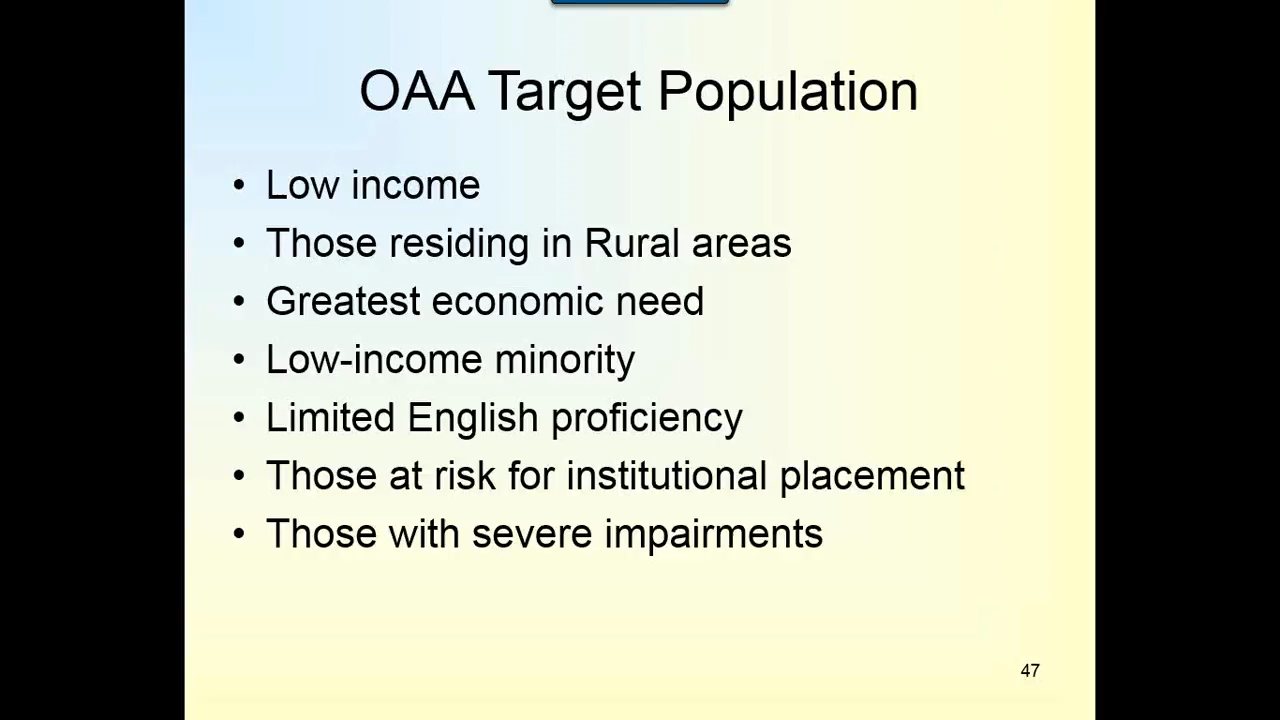 OAA Target Population
• Low income
• Those residing in Rural areas
• Greatest economic need
• Low-income minority
• Limited English proficiency
• Those at risk for institutional placement
• Those with severe impairments
47